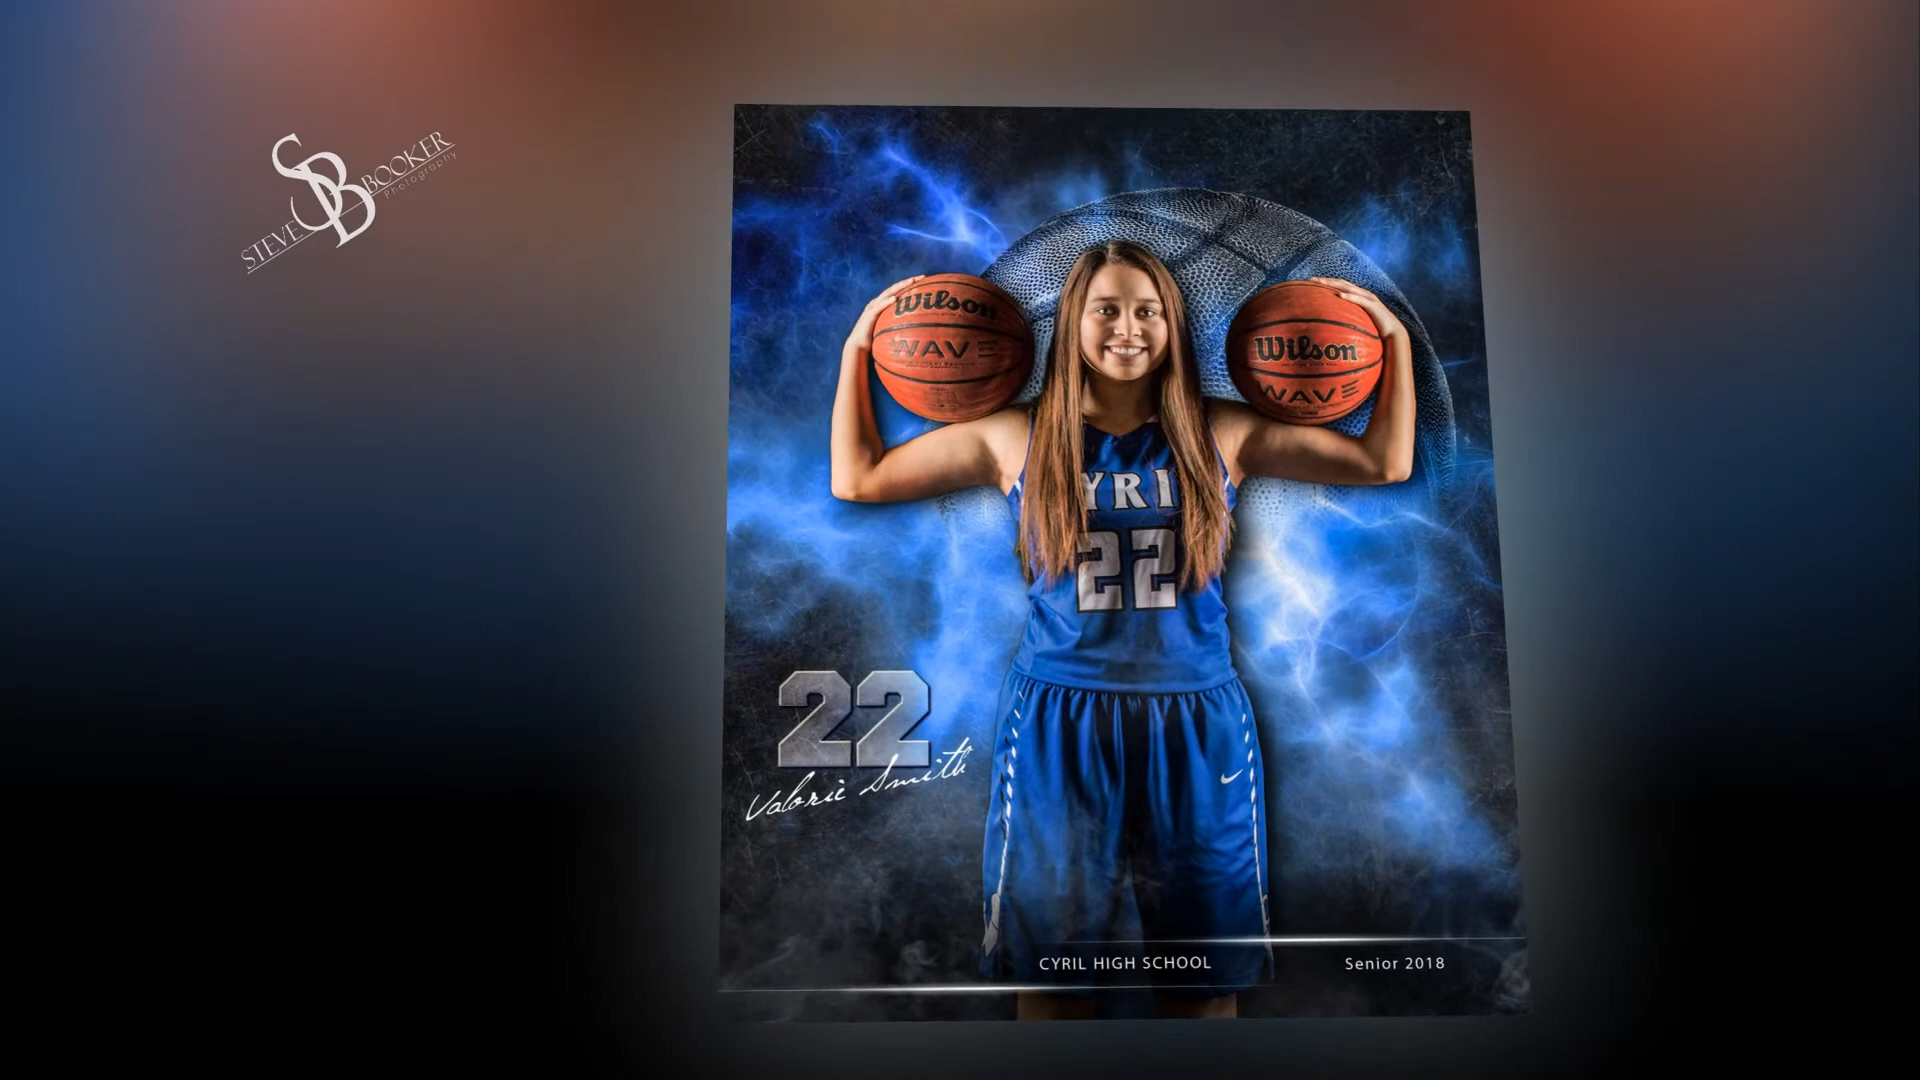 STEVE SB BOOKER
Photography
Wilson
WAVE
Wilson
WAVE
YRI
22
22
Valorie Smith
CYRIL HIGH SCHOOL
Senior 2018